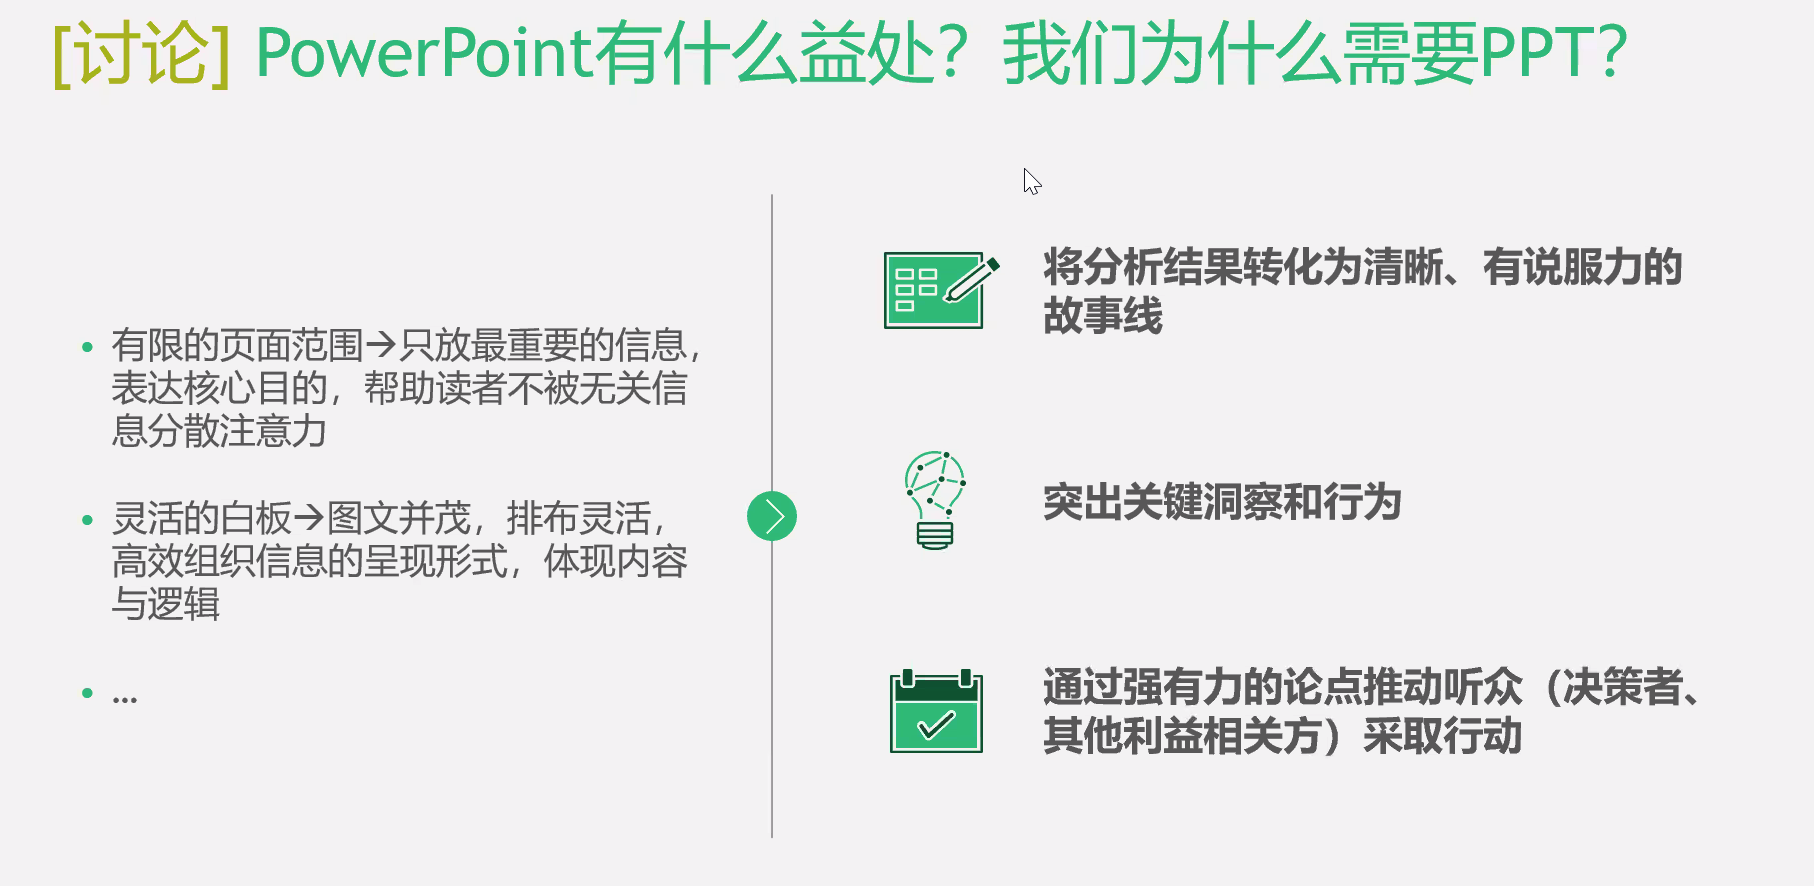 [讨论] PowerPoint有什么益处？我们为什么需要PPT？
有限的页面范围→只放最重要的信息，
表达核心目的，帮助读者不被无关信
息分散注意力
灵活的白板→图文并茂，排布灵活，
高效组织信息的呈现形式，体现内容
与逻辑
...
将分析结果转化为清晰、有说服力的
故事线
突出关键洞察和行为
通过强有力的论点推动听众（决策者、
其他利益相关方）采取行动